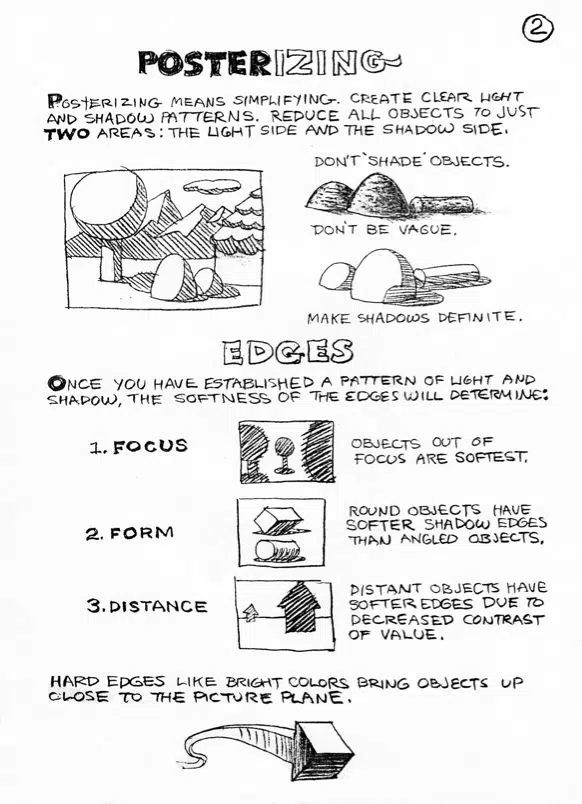 2
POSTERIZING
POSTERIZING MEANS SIMPLIFYING. CREATE CLEAR LIGHT
AND SHADOW PATTERNS. REDUCE ALL OBJECTS TO JUST
TWO AREAS: THE LIGHT SIDE AND THE SHADOW SIDE.
DON'T "SHADE" OBJECTS.
DON'T BE VAGUE.
MAKE SHADOWS DEFINITE.
EDGES
ONCE YOU HAVE ESTABLISHED A PATTERN OF LIGHT AND
SHADOW, THE SOFTNESS OF THE EDGES WILL DETERMINE:
1. FOCUS
OBJECTS OUT OF
FOCUS ARE SOFTEST.
2. FORM
ROUND OBJECTS HAVE
SOFTER SHADOW EDGES
THAN ANGLED OBJECTS.
3. DISTANCE
DISTANT OBJECTS HAVE
SOFTER EDGES DUE TO
DECREASED CONTRAST
OF VALUE.
HARD EDGES LIKE BRIGHT COLORS BRING OBJECTS UP
CLOSE TO THE PICTURE PLANE.